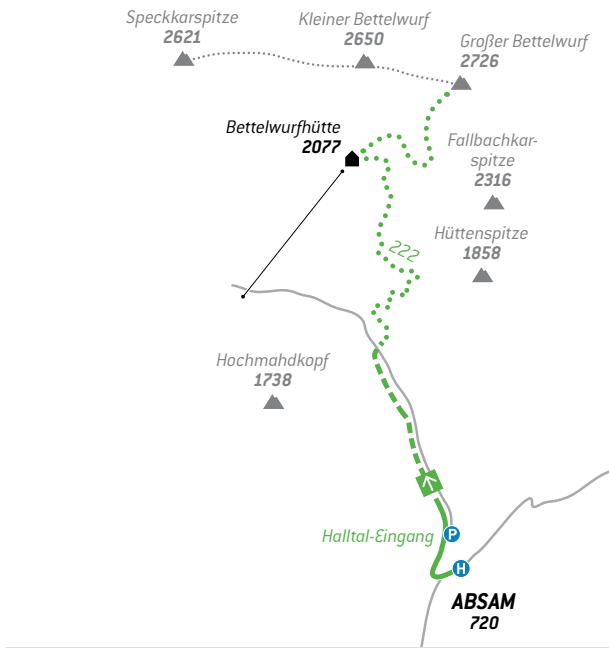 Speckkarspitze
2621
Kleiner Bettelwurf
2650
Großer Bettelwurf
2726
Bettelwurfhütte
2077
Fallbachkar-
spitze
2316
Hüttenspitze
1858
222
Hochmahdkopf
1738
Halltal-Eingang
P
H
ABSAM
720